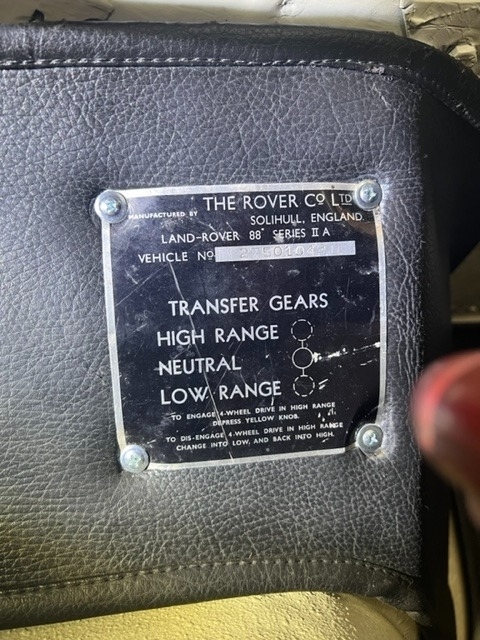 THE ROVER CO LTD
MANUFACTURED BY
SOLIHULL, ENGLAND.
LAND-ROVER 88" SERIES II A
VEHICLE NO
TRANSFER GEARS
HIGH RANGE
NEUTRAL
LOW RANGE
TO ENGAGE 4-WHEEL DRIVE IN HIGH RANGE
DEPRESS YELLOW KNOB.
TO DIS-ENGAGE 4-WHEEL DRIVE IN HIGH RANGE
CHANGE INTO LOW, AND BACK INTO HIGH.